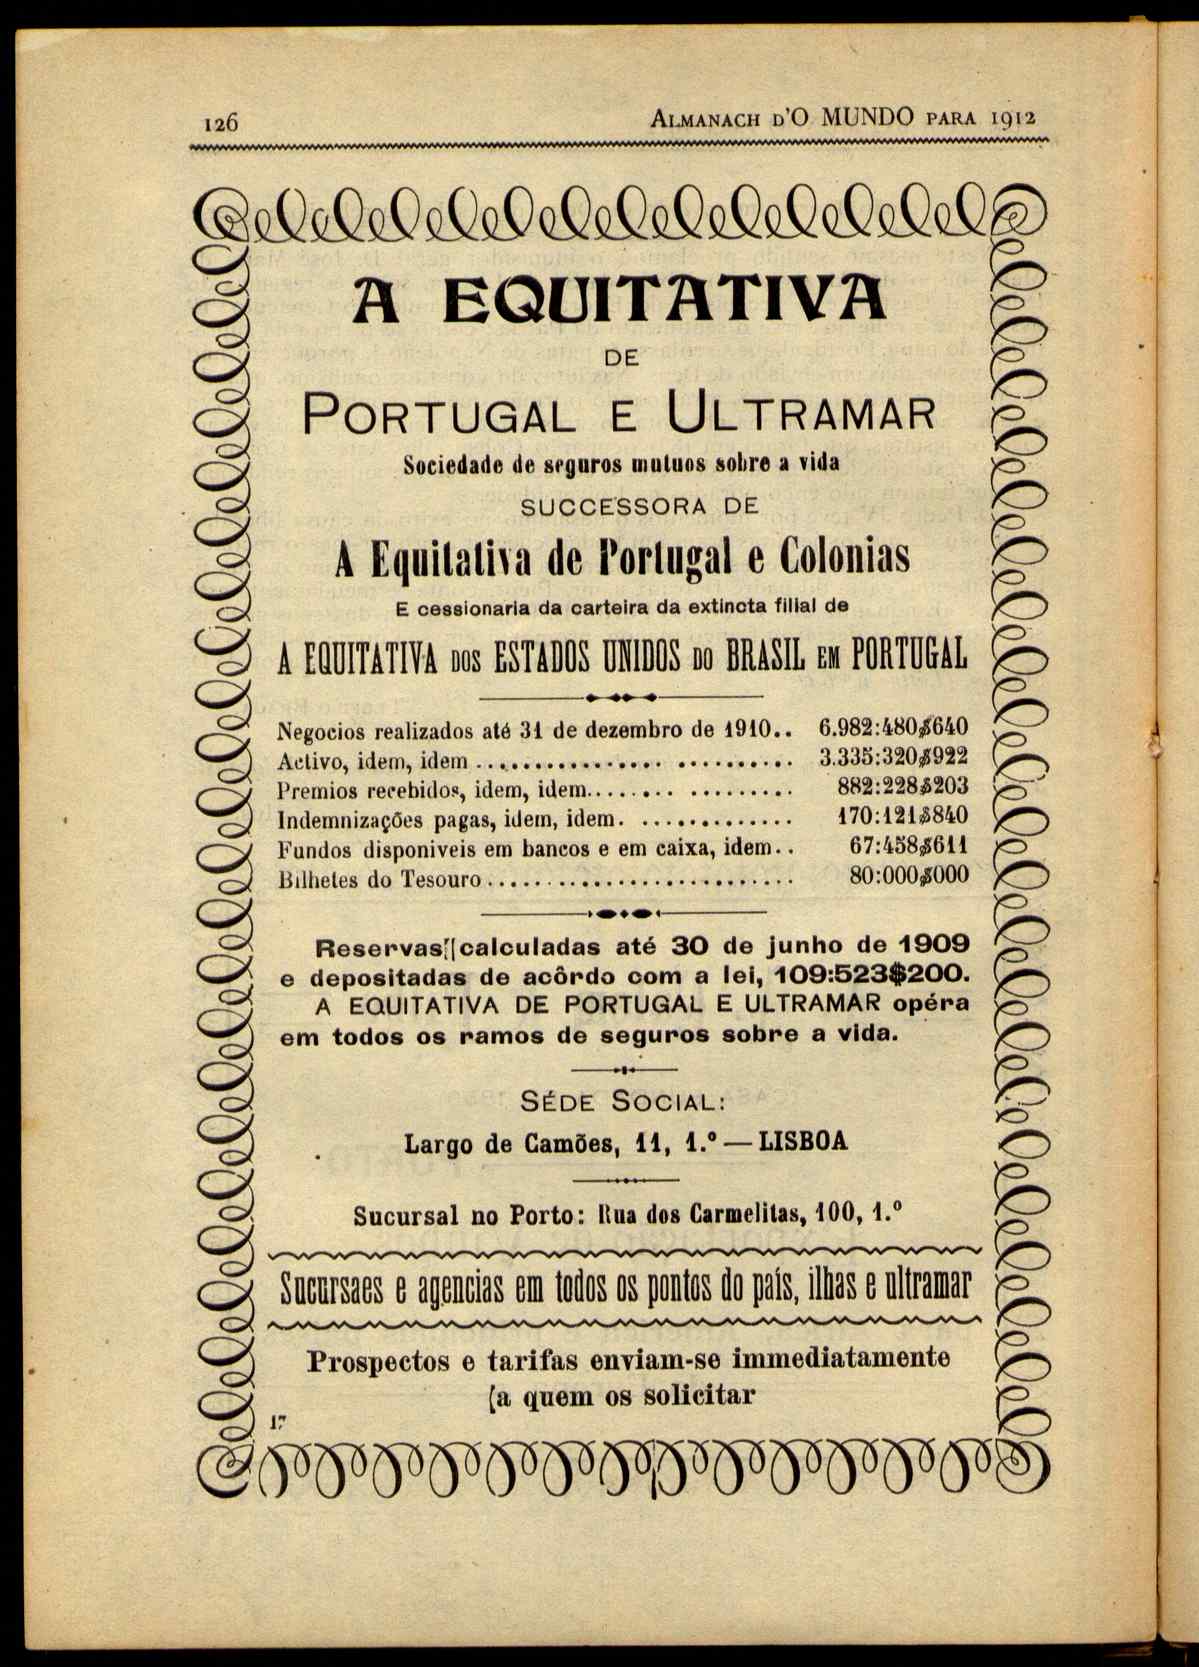 126 ALMANACH D'O MUNDO PARA 1912
A EQUITATIVA
DE
PORTUGAL E ULTRAMAR
Sociedade de seguros mutuos sobre a vida
SUCCESSORA DE
A Equitativa de Portugal e Colonias
E cessionaria da carteira da extincta filial de
A EQUITATIVA DOS ESTADOS UNIDOS DO BRASIL EM PORTUGAL
Negocios realizados até 31 de dezembro de 1910.. 6.982:480$640
Activo, idem, idem .......................... 3.335:320$922
Premios recebidos, idem, idem................. 882:228$203
Indemnizações pagas, idem, idem. ............. 170:121$840
Fundos disponiveis em bancos e em caixa, idem.. 67:458$611
Bilhetes do Tesouro.......................... 80:000$000
Reservas calculadas até 30 de junho de 1909
e depositadas de acôrdo com a lei, 109:523$200.
A EQUITATIVA DE PORTUGAL E ULTRAMAR opéra
em todos os ramos de seguros sobre a vida.
SÉDE SOCIAL:
Largo de Camões, 11, 1.º — LISBOA
Sucursal no Porto: Rua dos Carmelitas, 100, 1.º
Sucursaes e agencias em todos os pontos do país, ilhas e ultramar
Prospectos e tarifas enviam-se immediatamente
(a quem os solicitar
17